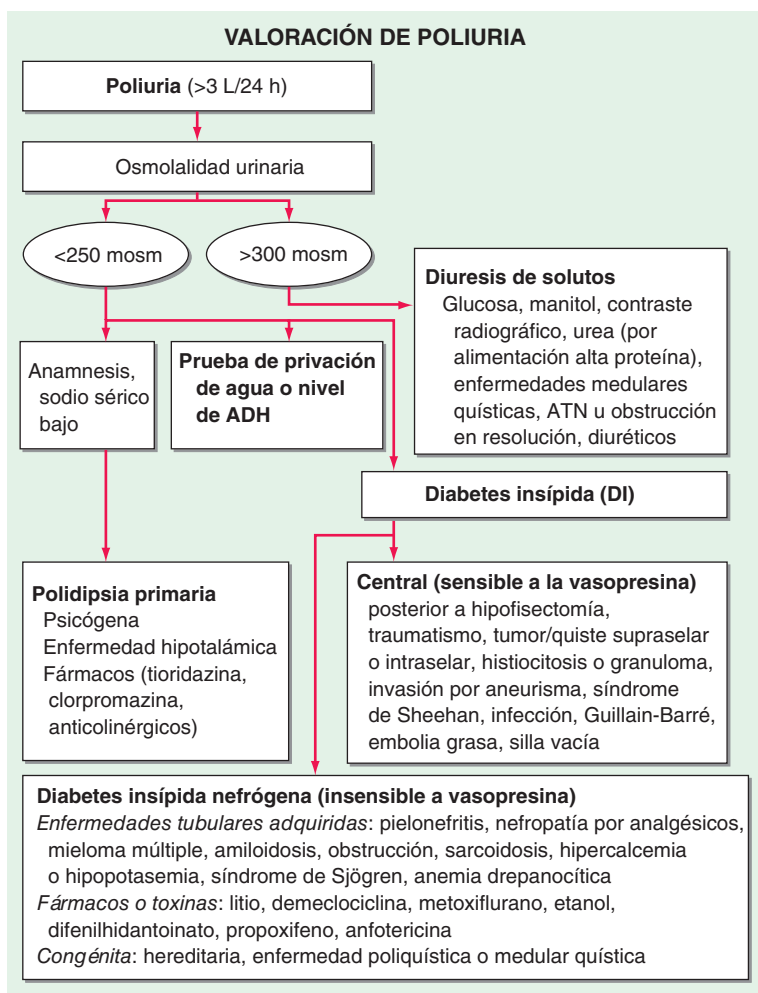 VALORACIÓN DE POLIURIA
Poliuria (>3 L/24 h)
Osmolalidad urinaria
<250 mosm
>300 mosm
Diuresis de solutos
Glucosa, manitol, contraste
radiográfico, urea (por
alimentación alta proteína),
enfermedades medulares
quísticas, ATN u obstrucción
en resolución, diuréticos
Anamnesis,
sodio sérico
bajo
Prueba de privación
de agua o nivel
de ADH
Diabetes insípida (DI)
Polidipsia primaria
Psicógena
Enfermedad hipotalámica
Fármacos (tioridazina,
clorpromazina,
anticolinérgicos)
Central (sensible a la vasopresina)
posterior a hipofisectomía,
traumatismo, tumor/quiste supraselar
o intraselar, histiocitosis o granuloma,
invasión por aneurisma, síndrome
de Sheehan, infección, Guillain-Barré,
embolia grasa, silla vacía
Diabetes insípida nefrógena (insensible a vasopresina)
Enfermedades tubulares adquiridas: pielonefritis, nefropatía por analgésicos,
mieloma múltiple, amiloidosis, obstrucción, sarcoidosis, hipercalcemia
o hipopotasemia, síndrome de Sjögren, anemia drepanocítica
Fármacos o toxinas: litio, demeclociclina, metoxiflurano, etanol,
difenilhidantoinato, propoxifeno, anfotericina
Congénita: hereditaria, enfermedad poliquística o medular quística